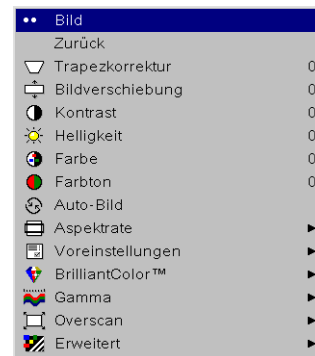 Bild
Zurück
Trapezkorrektur 0
Bildverschiebung 0
Kontrast 0
Helligkeit 0
Farbe 0
Farbton 0
Auto-Bild
Aspektrate
Voreinstellungen
BrilliantColor™
Gamma
Overscan
Erweitert